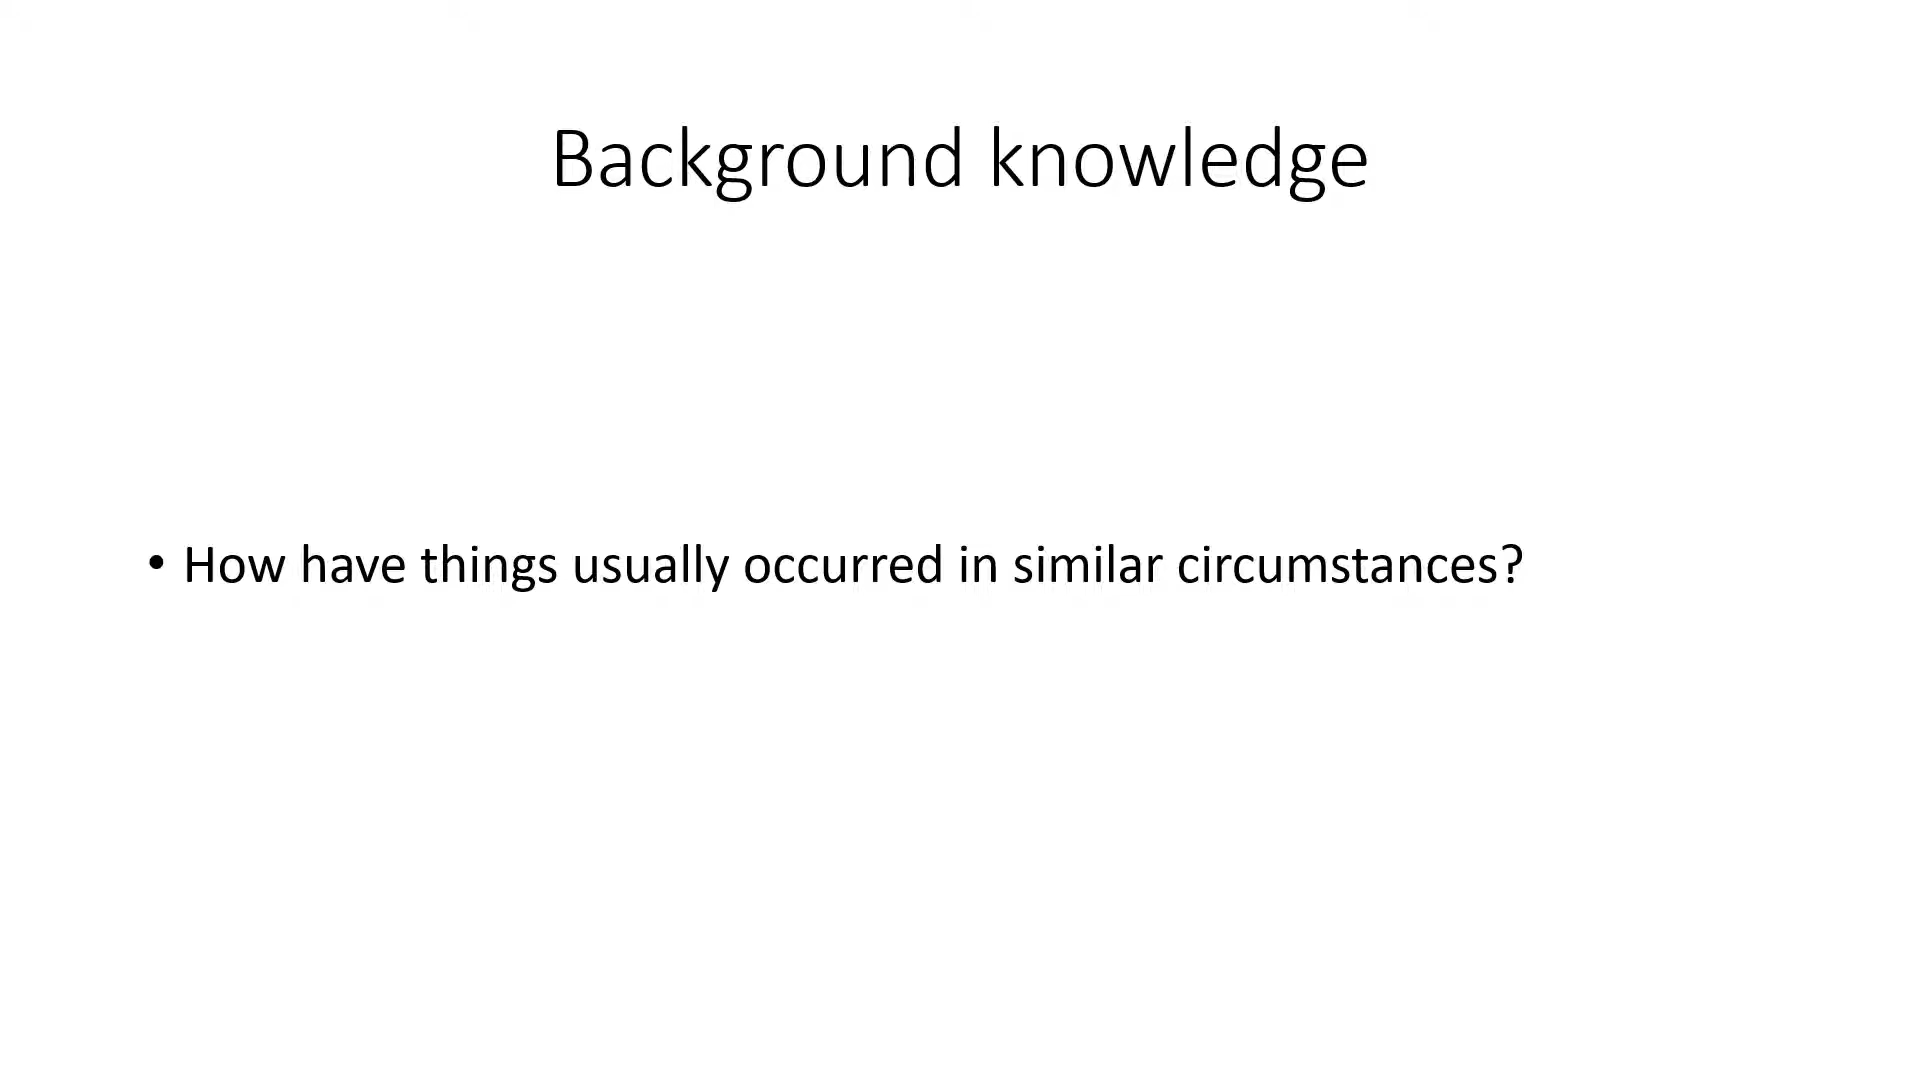 Background knowledge
• How have things usually occurred in similar circumstances?